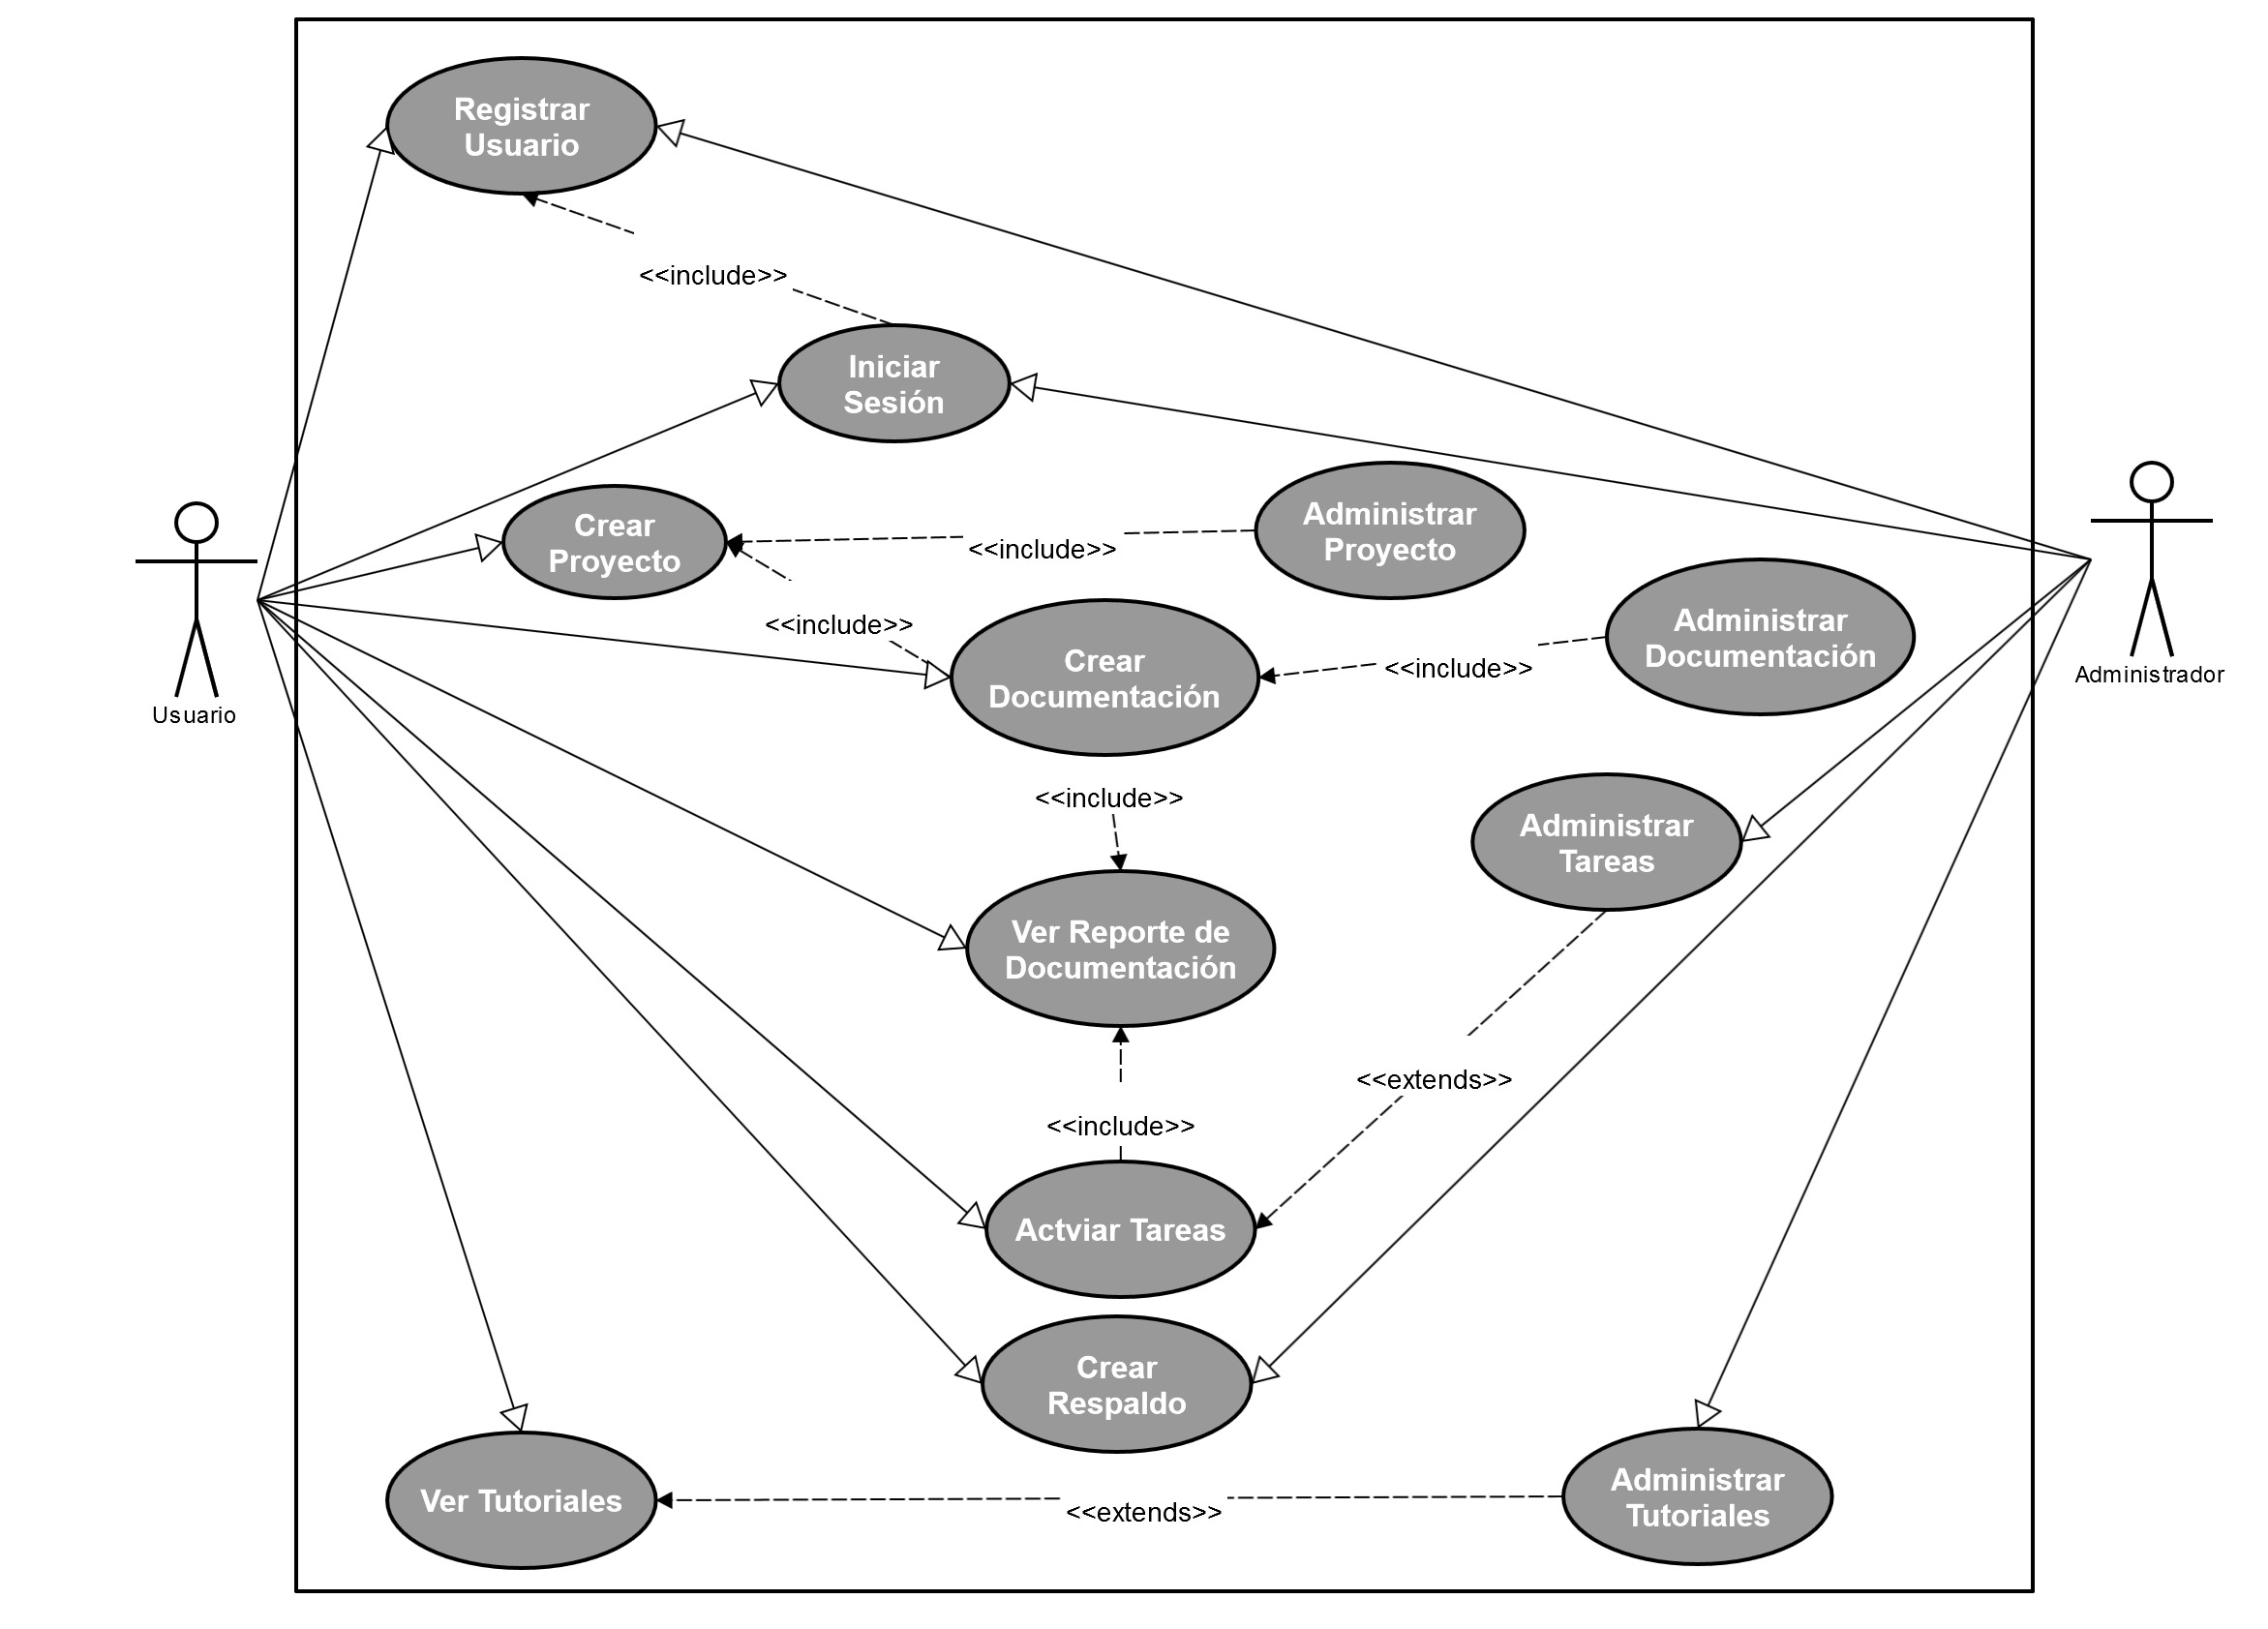 Registrar
Usuario
<<include>>
Iniciar
Sesión
Crear
Proyecto
<<include>>
Administrar
Proyecto
<<include>>
Crear
Documentación
<<include>>
Administrar
Documentación
Usuario
Administrador
<<include>>
Administrar
Tareas
Ver Reporte de
Documentación
<<extends>>
<<include>>
Actviar Tareas
Crear
Respaldo
Ver Tutoriales
<<extends>>
Administrar
Tutoriales